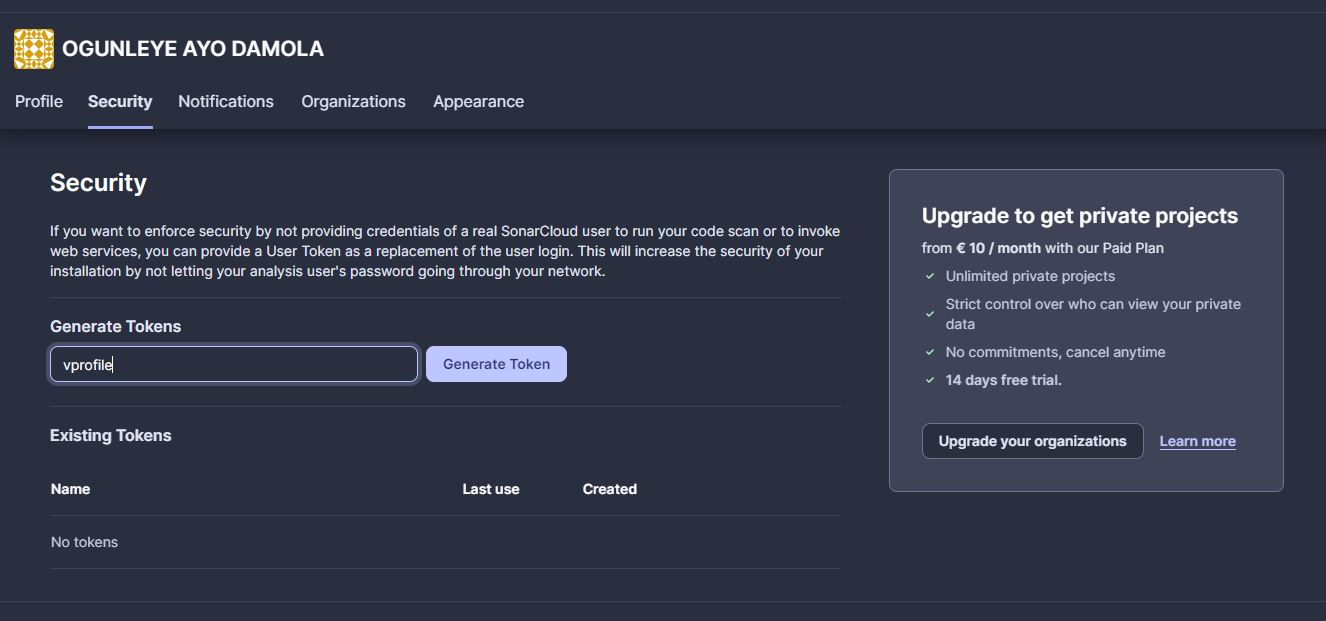 OGUNLEYE AYO DAMOLA
Profile Security Notifications Organizations Appearance
Security
If you want to enforce security by not providing credentials of a real SonarCloud user to run your code scan or to invoke
web services, you can provide a User Token as a replacement of the user login. This will increase the security of your
installation by not letting your analysis user's password going through your network.
Generate Tokens
vprofile Generate Token
Existing Tokens
Name Last use Created
No tokens
Upgrade to get private projects
from € 10 / month with our Paid Plan
Unlimited private projects
Strict control over who can view your private
data
No commitments, cancel anytime
14 days free trial.
Upgrade your organizations Learn more